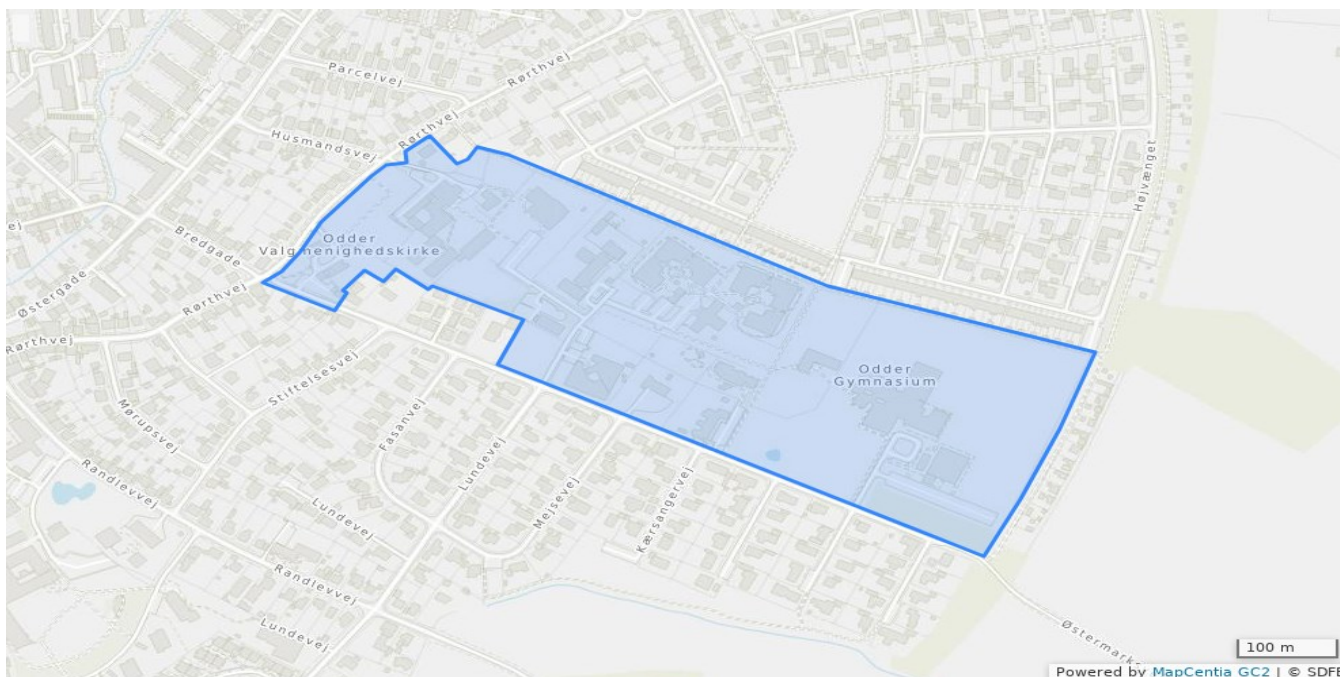 Parcelvej
Rørthvej
Husmandsvej
Rørthvej
Højvænget
Bredgade
Odder
Valgmenighedskirke
Østergade
Rørthvej
Rørthvej
Odder
Gymnasium
Stiftelsesvej
Mørupsvej
Fasanvej
Lundevej
Mejsevej
Kærsangervej
Randlevvej
Lundevej
Randlevvej
Lundevej
Østermarks
100 m
Powered by MapCentia GC2 | © SDFE